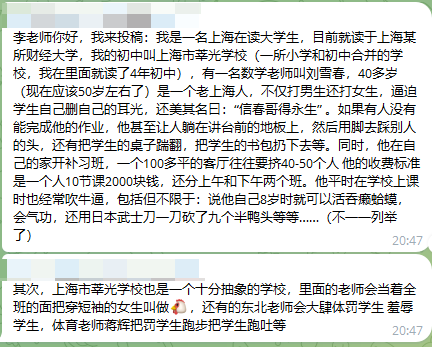 李老师你好，我来投稿：我是一名上海在读大学生，目前就读于上海某
所财经大学，我的初中叫上海市莘光学校（一所小学和初中合并的学
校，我在里面就读了4年初中），有一名数学老师叫刘雪春，40多岁
（现在应该50岁左右了）是一个老上海人，不仅打男生还打女生，逼迫
学生自己删自己的耳光，还美其名曰：“信春哥得永生”。如果有人没有
能完成他的作业，他甚至让人躺在讲台前的地板上，然后用脚去踩别人
的头，还有把学生的桌子踹翻，把学生的书包扔下去等。同时，他在自
己的家开补习班，一个100多平的客厅往往要挤40-50个人 他的收费标准
是一个人10节课2000块钱，还分上午和下午两个班。他平时在学校上课
时也经常吹牛逼，包括但不限于：说他自己8岁时就可以活吞癞蛤蟆，
会气功，还用日本武士刀一刀砍了九个半鸭头等等......（不一一列举
了）
20:47
其次，上海市莘光学校也是一个十分抽象的学校，里面的老师会当着全
班的面把穿短袖的女生叫做🐔，还有的东北老师会大肆体罚学生 羞辱
学生，体育老师蒋辉把罚学生跑步把学生跑吐等
20:47